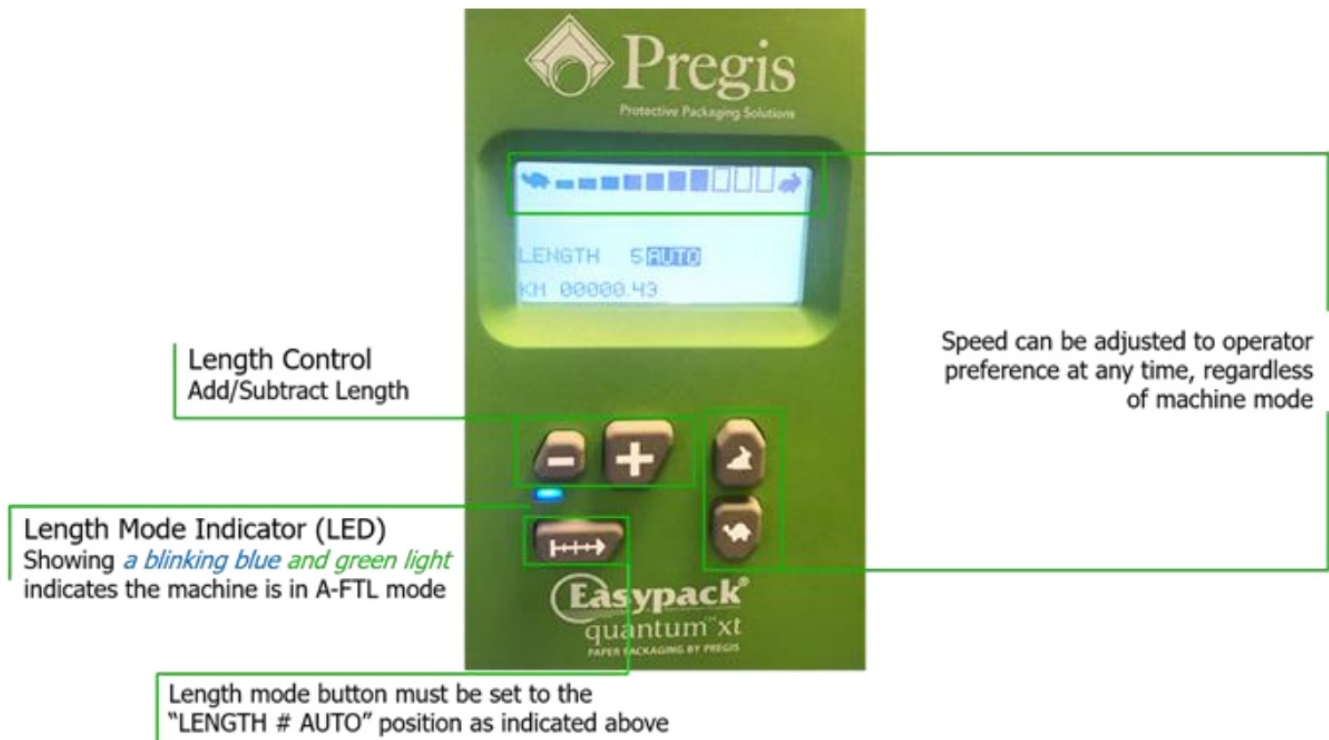 Pregis
Protective Packaging Solutions
LENGTH 5 AUTO
KM 00000.43
Length Control
Add/Subtract Length
Speed can be adjusted to operator
preference at any time, regardless
of machine mode
Length Mode Indicator (LED)
Showing a blinking blue and green light
indicates the machine is in A-FTL mode
Easypack®
quantum™xt
PAPER PACKAGING BY PREGIS
Length mode button must be set to the
“LENGTH # AUTO” position as indicated above